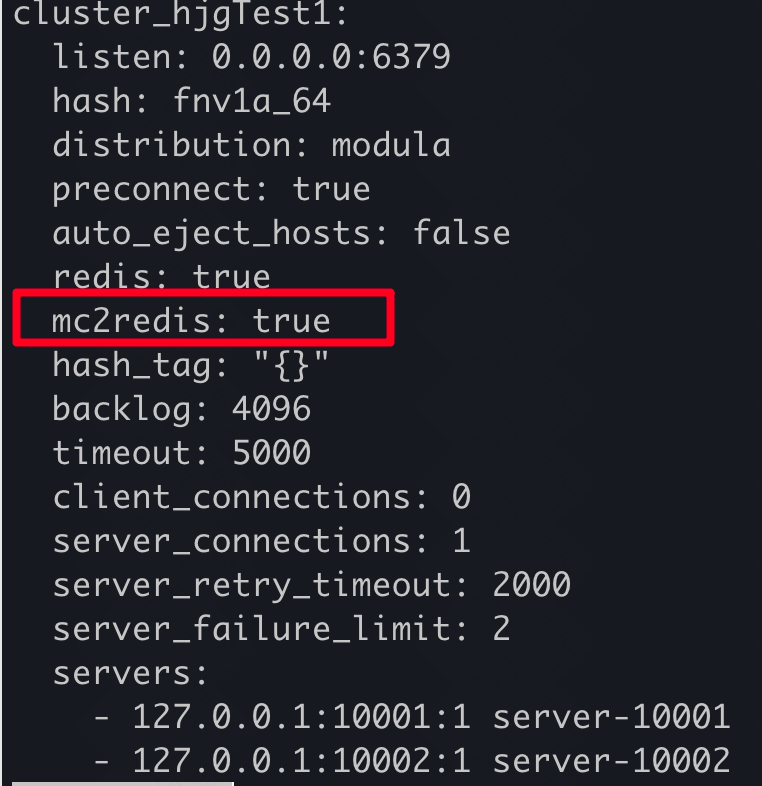 cluster_hjgTest1:
listen: 0.0.0.0:6379
hash: fnv1a_64
distribution: modula
preconnect: true
auto_eject_hosts: false
redis: true
mc2redis: true
hash_tag: "{}"
backlog: 4096
timeout: 5000
client_connections: 0
server_connections: 1
server_retry_timeout: 2000
server_failure_limit: 2
servers:
- 127.0.0.1:10001:1 server-10001
- 127.0.0.1:10002:1 server-10002